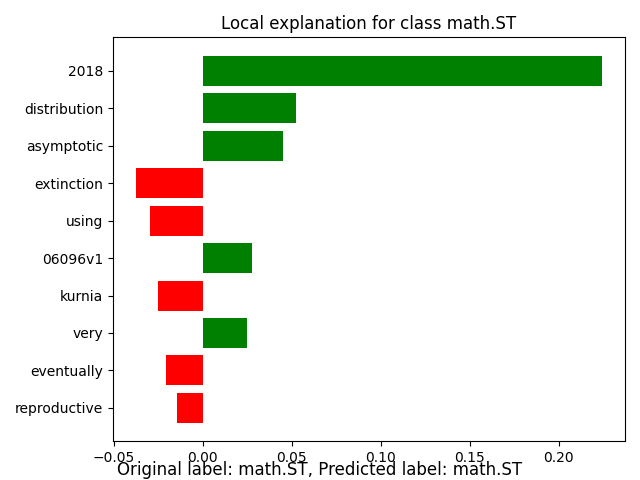 Local explanation for class math.ST
2018
distribution
asymptotic
extinction
using
06096v1
kurnia
very
eventually
reproductive
−0.05 0.00 0.05 0.10 0.15 0.20
Original label: math.ST, Predicted label: math.ST